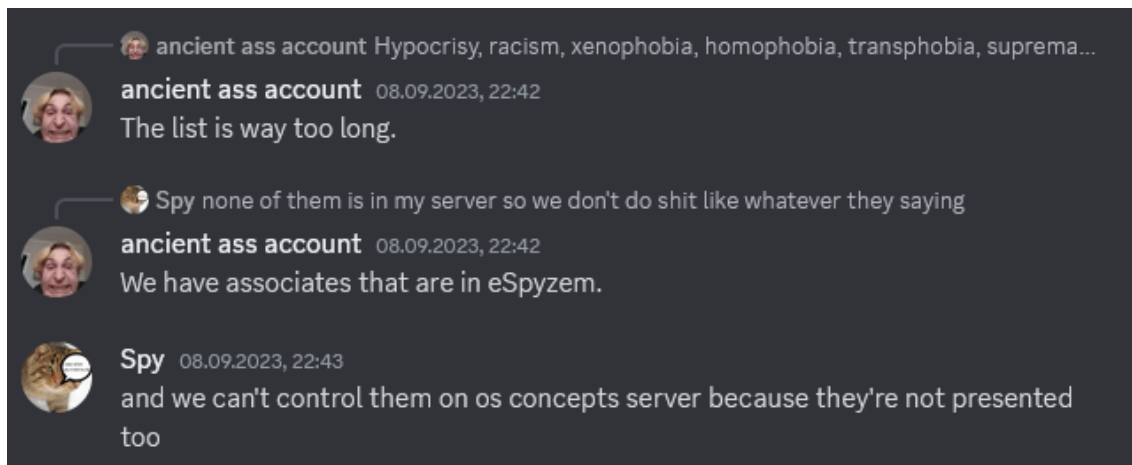 ancient ass account Hypocrisy, racism, xenophobia, homophobia, transphobia, suprema...
ancient ass account 08.09.2023, 22:42
The list is way too long.
Spy none of them is in my server so we don't do shit like whatever they saying
ancient ass account 08.09.2023, 22:42
We have associates that are in eSpyzem.
Spy 08.09.2023, 22:43
and we can't control them on os concepts server because they're not presented
too